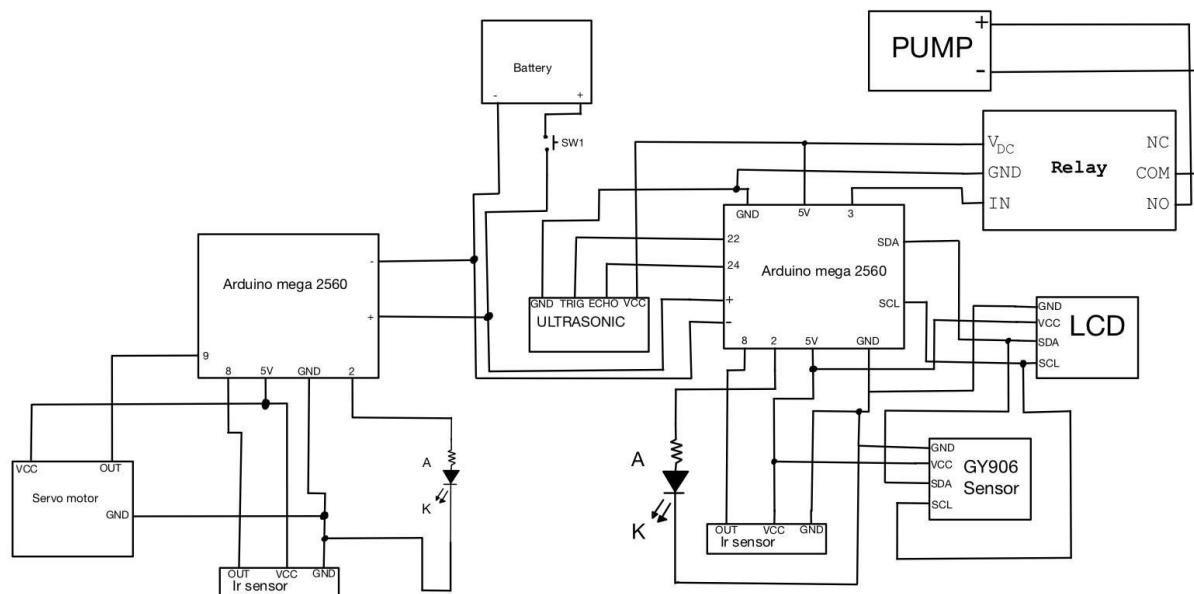 Battery
-
+
SW1
PUMP
+
-
V DC
NC
GND
Relay
COM
IN
NO
Arduino mega 2560
-
+
9
8
5V
GND
2
VCC
OUT
Servo motor
GND
A
K
OUT
VCC
GND
Ir sensor
GND
TRIG
ECHO
VCC
ULTRASONIC
GND
5V
3
22
SDA
24
Arduino mega 2560
+
SCL
-
8
2
5V
GND
A
K
OUT
VCC
GND
Ir sensor
GND
VCC
LCD
SDA
SCL
GND
VCC
GY906
SDA
Sensor
SCL